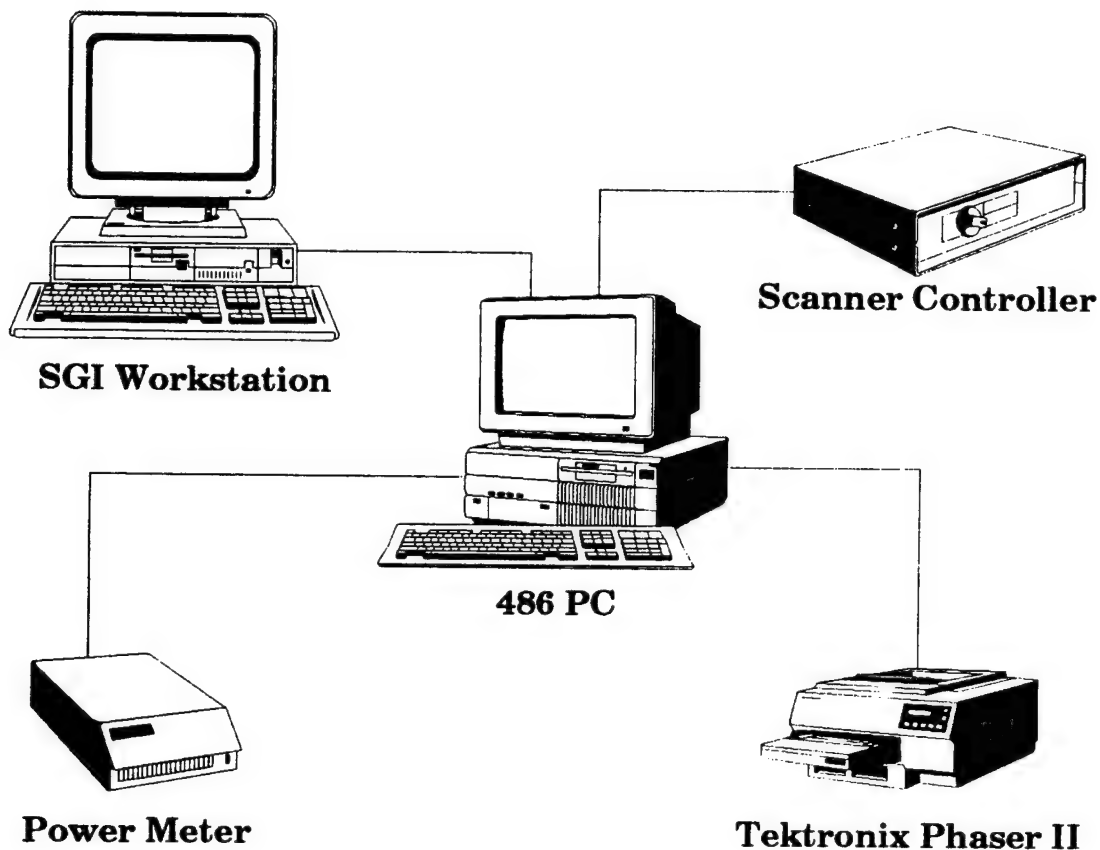 SGI Workstation
Scanner Controller
486 PC
Power Meter
Tektronix Phaser II